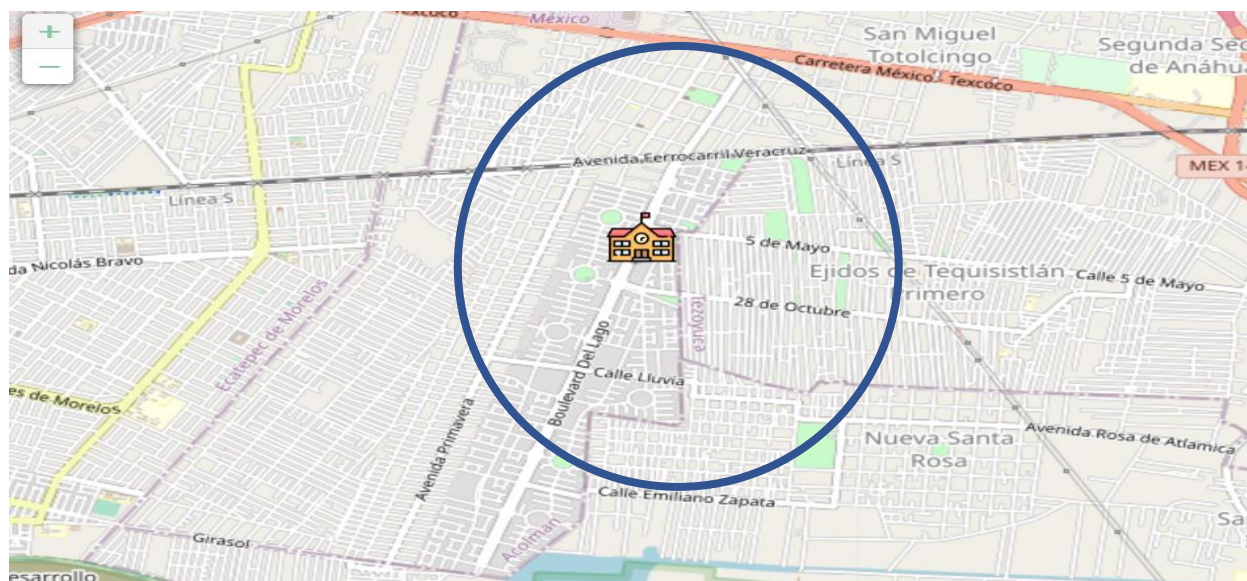 +
−
México
Texcoco
San Miguel
Totolcingo
Segunda Sec
de Anáhu
Carretera México - Texcoco
Avenida Ferrocarril Veracruz
Línea S
MEX 14
Línea S
5 de Mayo
da Nicolás Bravo
Ejidos de Tequisistlán
Primero
Calle 5 de Mayo
Ecatepec de Morelos
Tezoyuca
28 de Octubre
Boulevard Del Lago
Calle Lluvia
es de Morelos
Avenida Primavera
Nueva Santa
Rosa
Avenida Rosa de Atlamica
Calle Emiliano Zapata
Sa
Girasol
Acolman
esarrollo